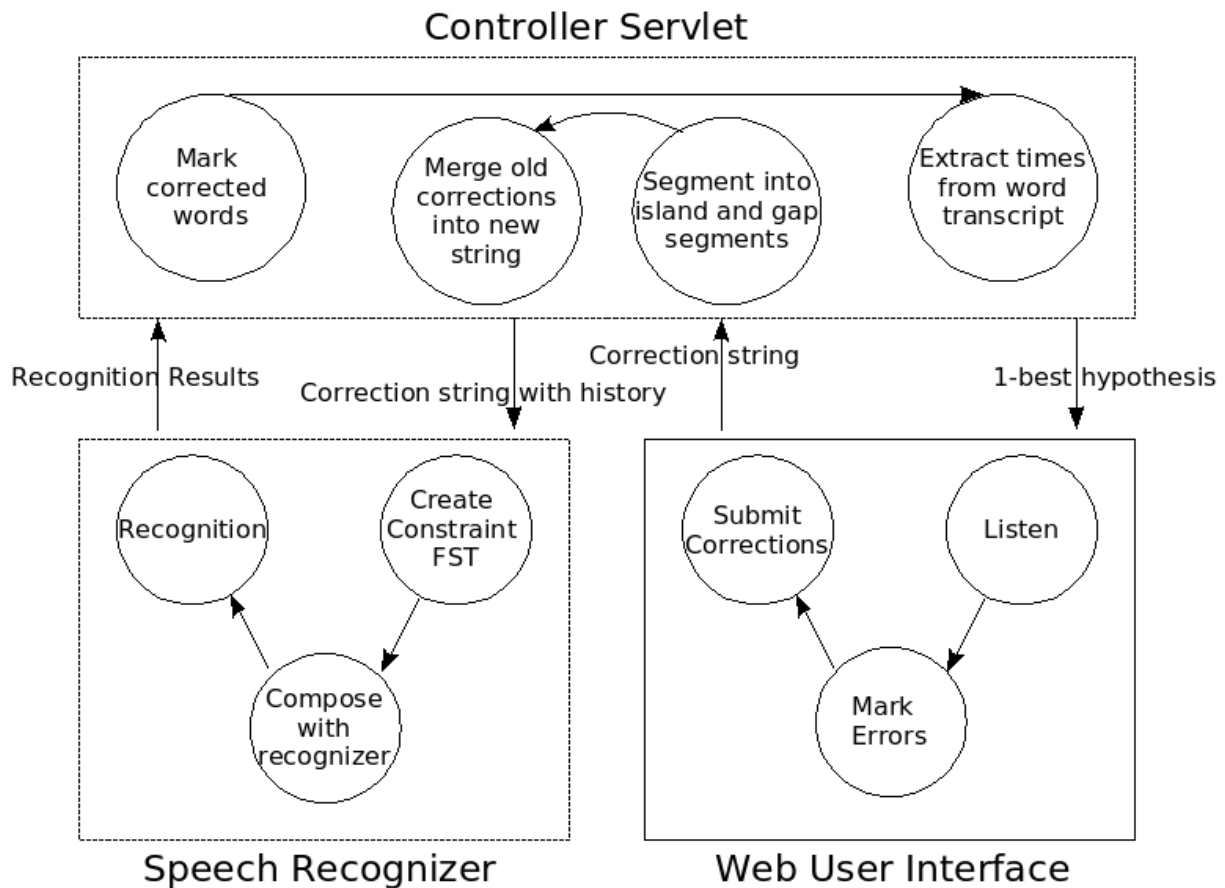 Controller Servlet
Mark
corrected
words
Merge old
corrections
into new
string
Segment into
island and gap
segments
Extract times
from word
transcript
Recognition Results
Correction string with history
Correction string
1-best hypothesis
Recognition
Create
Constraint
FST
Compose
with
recognizer
Submit
Corrections
Listen
Mark
Errors
Speech Recognizer
Web User Interface